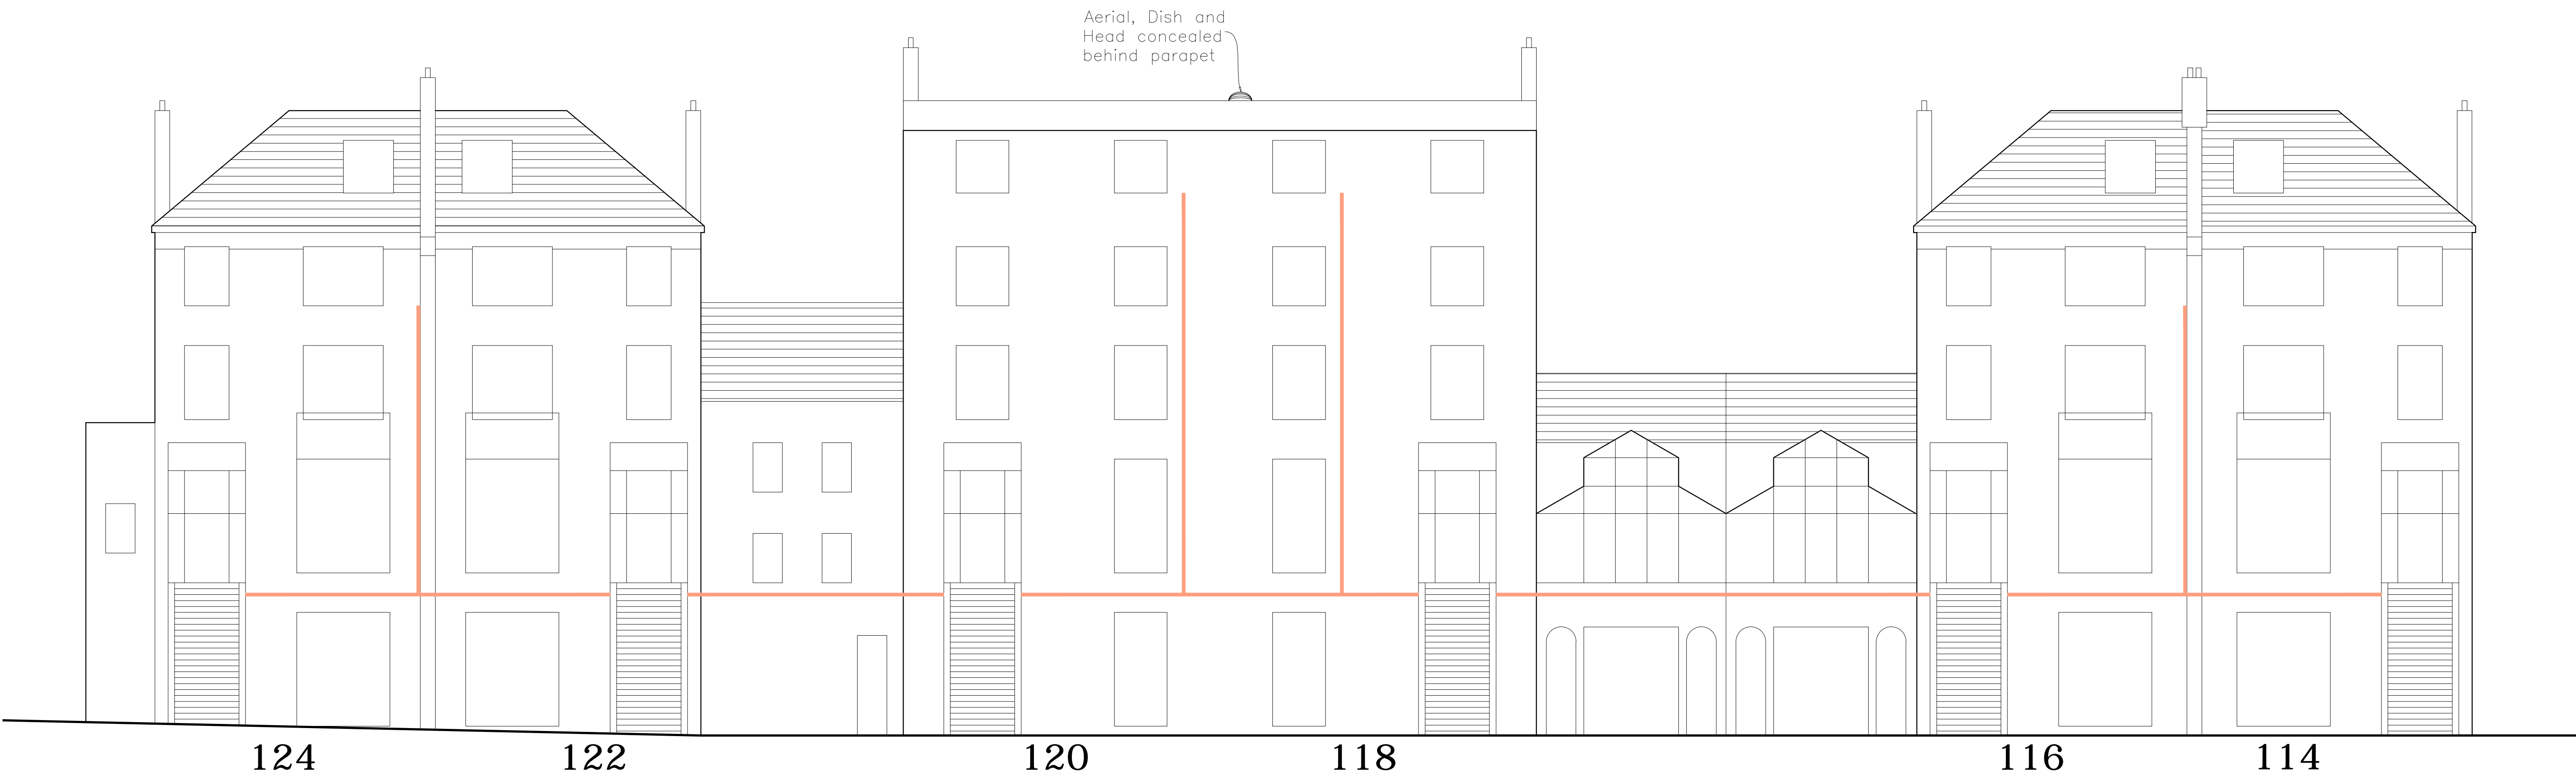 Aerial, Dish and
Head concealed
behind parapet
124 122 120 118 116 114